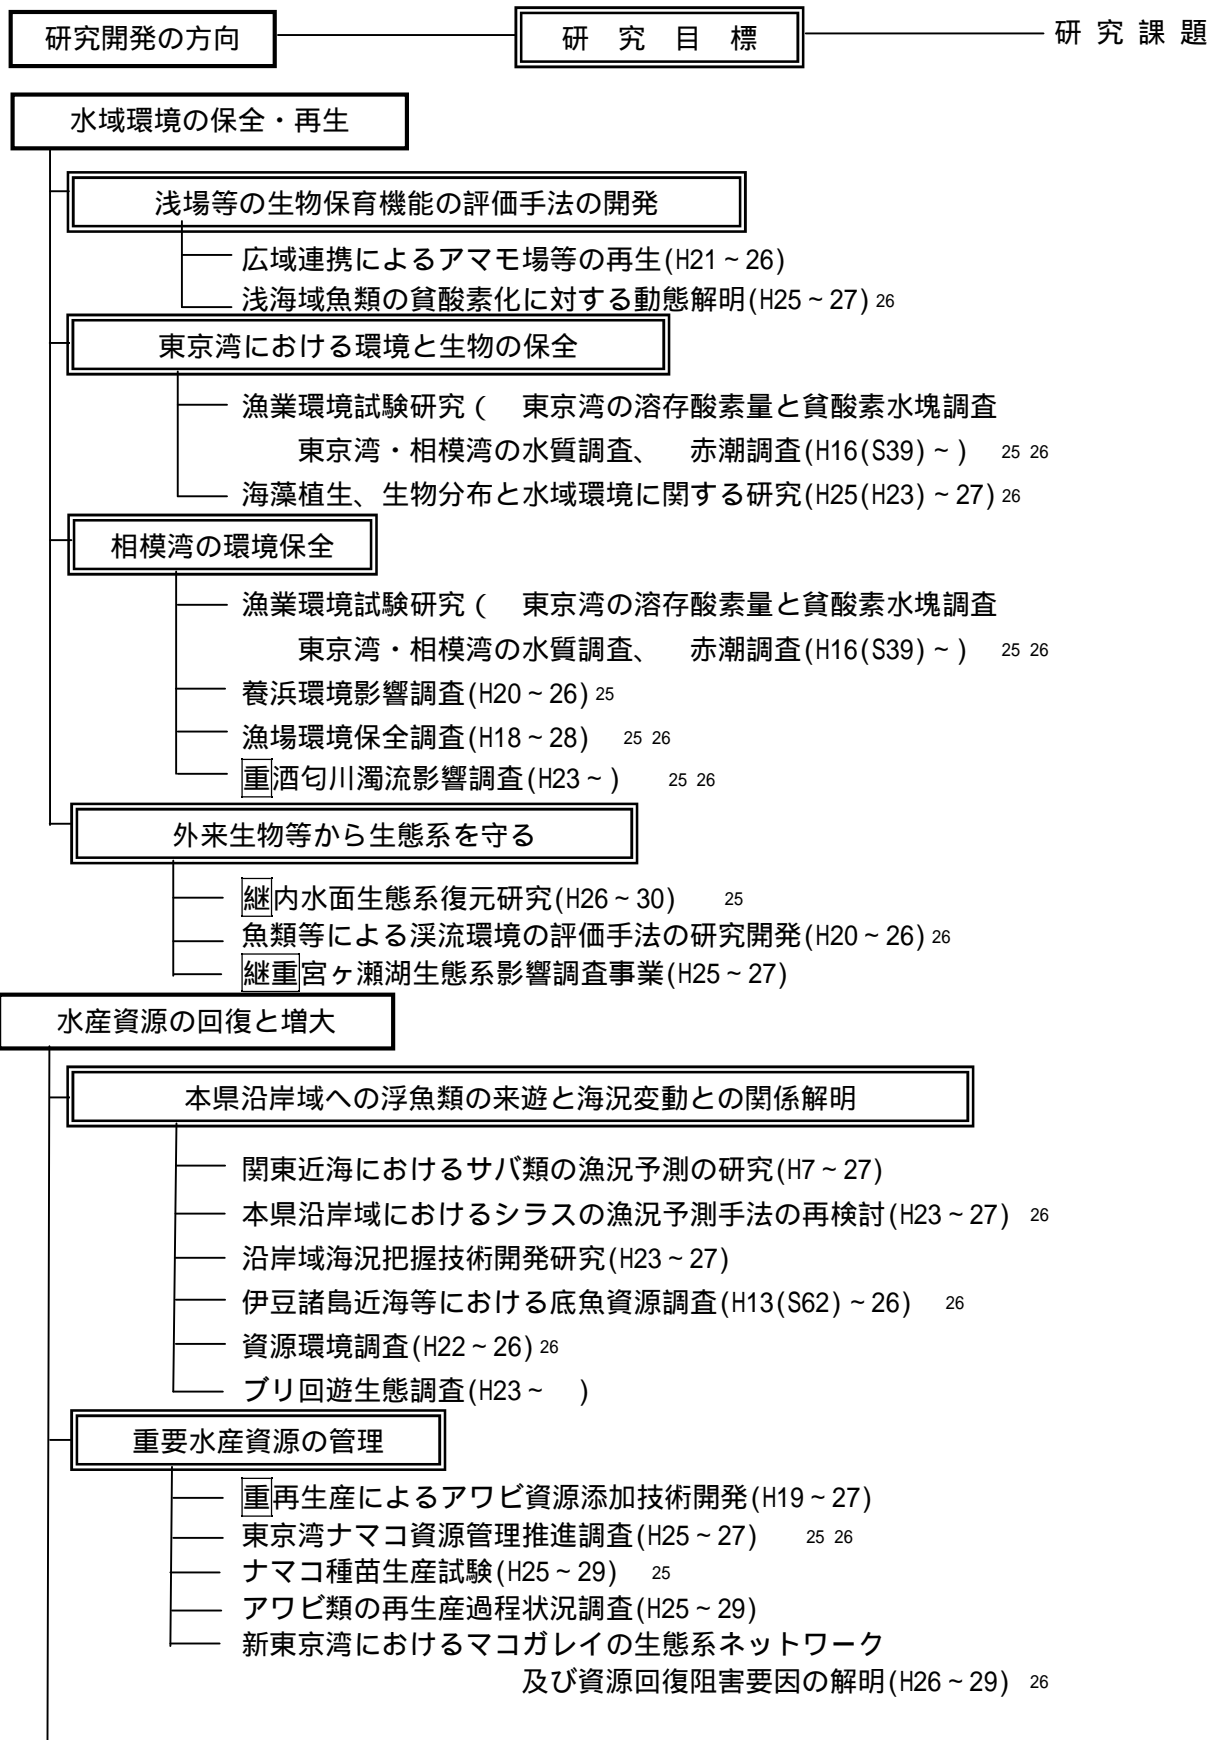 研究開発の方向 研究目標 研究課題
水域環境の保全・再生
浅場等の生物保育機能の評価手法の開発
広域連携によるアマモ場等の再生(H21~26)
浅海域魚類の貧酸素化に対する動態解明(H25~27) 26
東京湾における環境と生物の保全
漁業環境試験研究( 東京湾の溶存酸素量と貧酸素水塊調査
東京湾・相模湾の水質調査、 赤潮調査(H16(S39)~) 25 26
海藻植生、生物分布と水域環境に関する研究(H25(H23)~27) 26
相模湾の環境保全
漁業環境試験研究( 東京湾の溶存酸素量と貧酸素水塊調査
東京湾・相模湾の水質調査、 赤潮調査(H16(S39)~) 25 26
養浜環境影響調査(H20~26) 25
漁場環境保全調査(H18~28) 25 26
重酒匂川濁流影響調査(H23~) 25 26
外来生物等から生態系を守る
継内水面生態系復元研究(H26~30) 25
魚類等による渓流環境の評価手法の研究開発(H20~26) 26
継重宮ヶ瀬湖生態系影響調査事業(H25~27)
水産資源の回復と増大
本県沿岸域への浮魚類の来遊と海況変動との関係解明
関東近海におけるサバ類の漁況予測の研究(H7~27)
本県沿岸域におけるシラスの漁況予測手法の再検討(H23~27) 26
沿岸域海況把握技術開発研究(H23~27)
伊豆諸島近海等における底魚資源調査(H13(S62)~26) 26
資源環境調査(H22~26) 26
ブリ回遊生態調査(H23~ )
重要水産資源の管理
重再生産によるアワビ資源添加技術開発(H19~27)
東京湾ナマコ資源管理推進調査(H25~27) 25 26
ナマコ種苗生産試験(H25~29) 25
アワビ類の再生産過程状況調査(H25~29)
新東京湾におけるマコガレイの生態系ネットワーク
及び資源回復阻害要因の解明(H26~29) 26